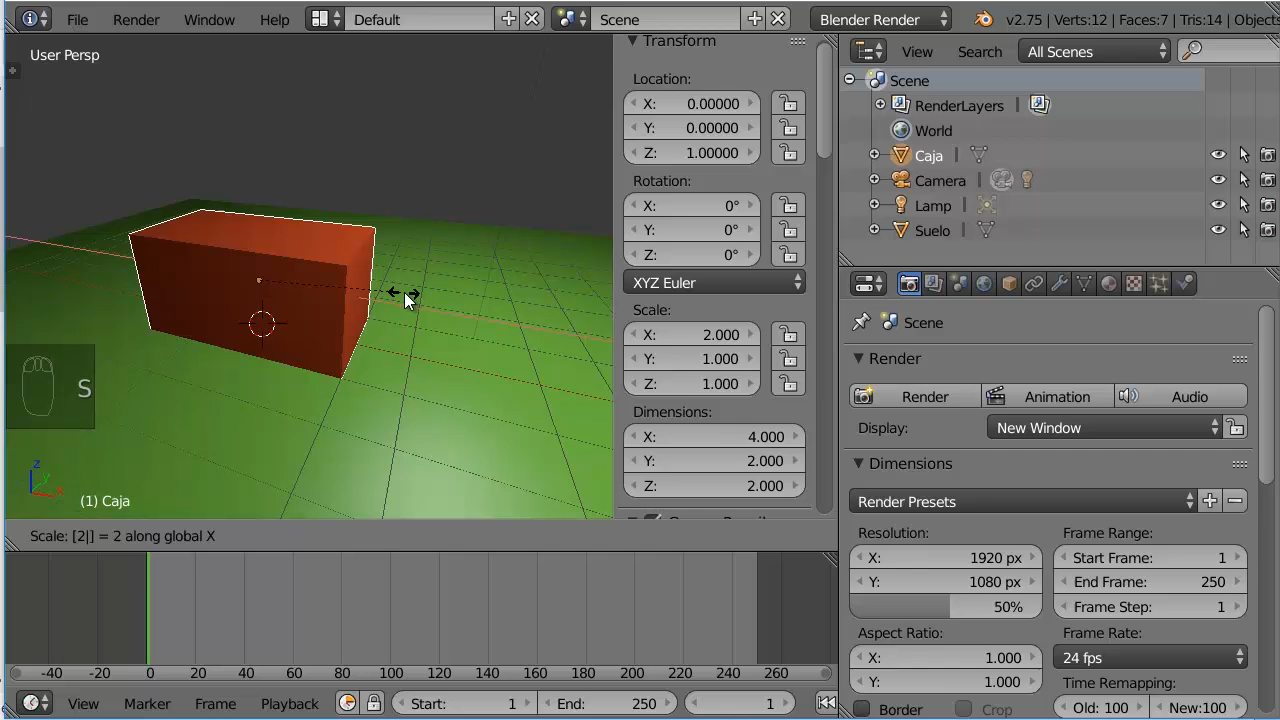 File Render Window Help Default Scene Blender Render v2.75 | Verts:12 | Faces:7 | Tris:14 | Objects
User Persp
Transform
Location:
X: 0.00000
Y: 0.00000
Z: 1.00000
Rotation:
X: 0°
Y: 0°
Z: 0°
XYZ Euler
Scale:
X: 2.000
Y: 1.000
Z: 1.000
Dimensions:
X: 4.000
Y: 2.000
Z: 2.000
S
z
y
x
(1) Caja
Scale: [2|] = 2 along global X
-40 -20 0 20 40 60 80 100 120 140 160 180 200 220 240 260
View Marker Frame Playback Start: 1 End: 250 1
View Search All Scenes
Scene
RenderLayers |
World
Caja |
Camera |
Lamp |
Suelo |
Scene
Render
Render Animation Audio
Display: New Window
Dimensions
Render Presets
Resolution:
X: 1920 px
Y: 1080 px
50%
Frame Range:
Start Frame: 1
End Frame: 250
Frame Step: 1
Aspect Ratio:
X: 1.000
Y: 1.000
Frame Rate:
24 fps
Time Remapping:
Old: 100 New:100
Border Crop